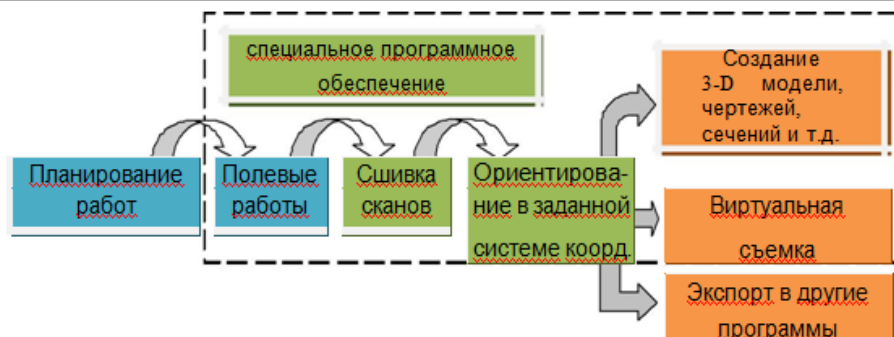 специальное программное
обеспечение
Создание
3-D модели,
чертежей,
сечений и т.д.
Планирование
работ
Полевые
работы
Сшивка
сканов
Ориентирова-
ние в заданной
системе коорд.
Виртуальная
съемка
Экспорт в другие
программы